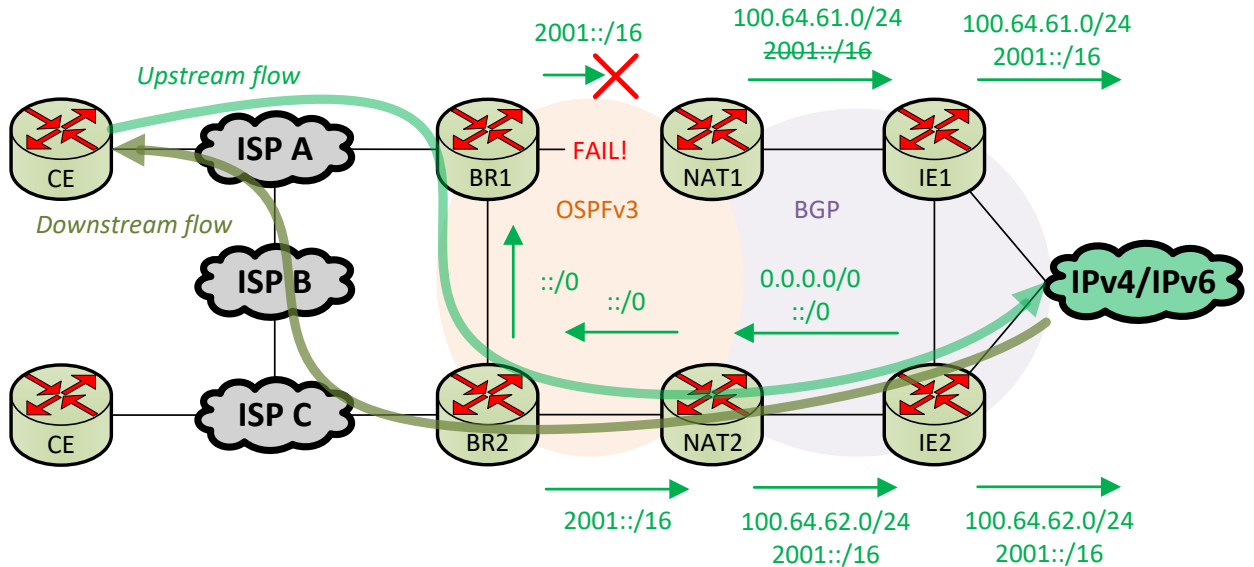 100.64.61.0/24
100.64.61.0/24
2001::/16
2001::/16
2001::/16
Upstream flow
ISP A
FAIL!
CE
BR1
NAT1
IE1
Downstream flow
OSPFv3
BGP
ISP B
::/0
::/0
0.0.0.0/0
::/0
IPv4/IPv6
ISP C
CE
BR2
NAT2
IE2
2001::/16
100.64.62.0/24
2001::/16
100.64.62.0/24
2001::/16